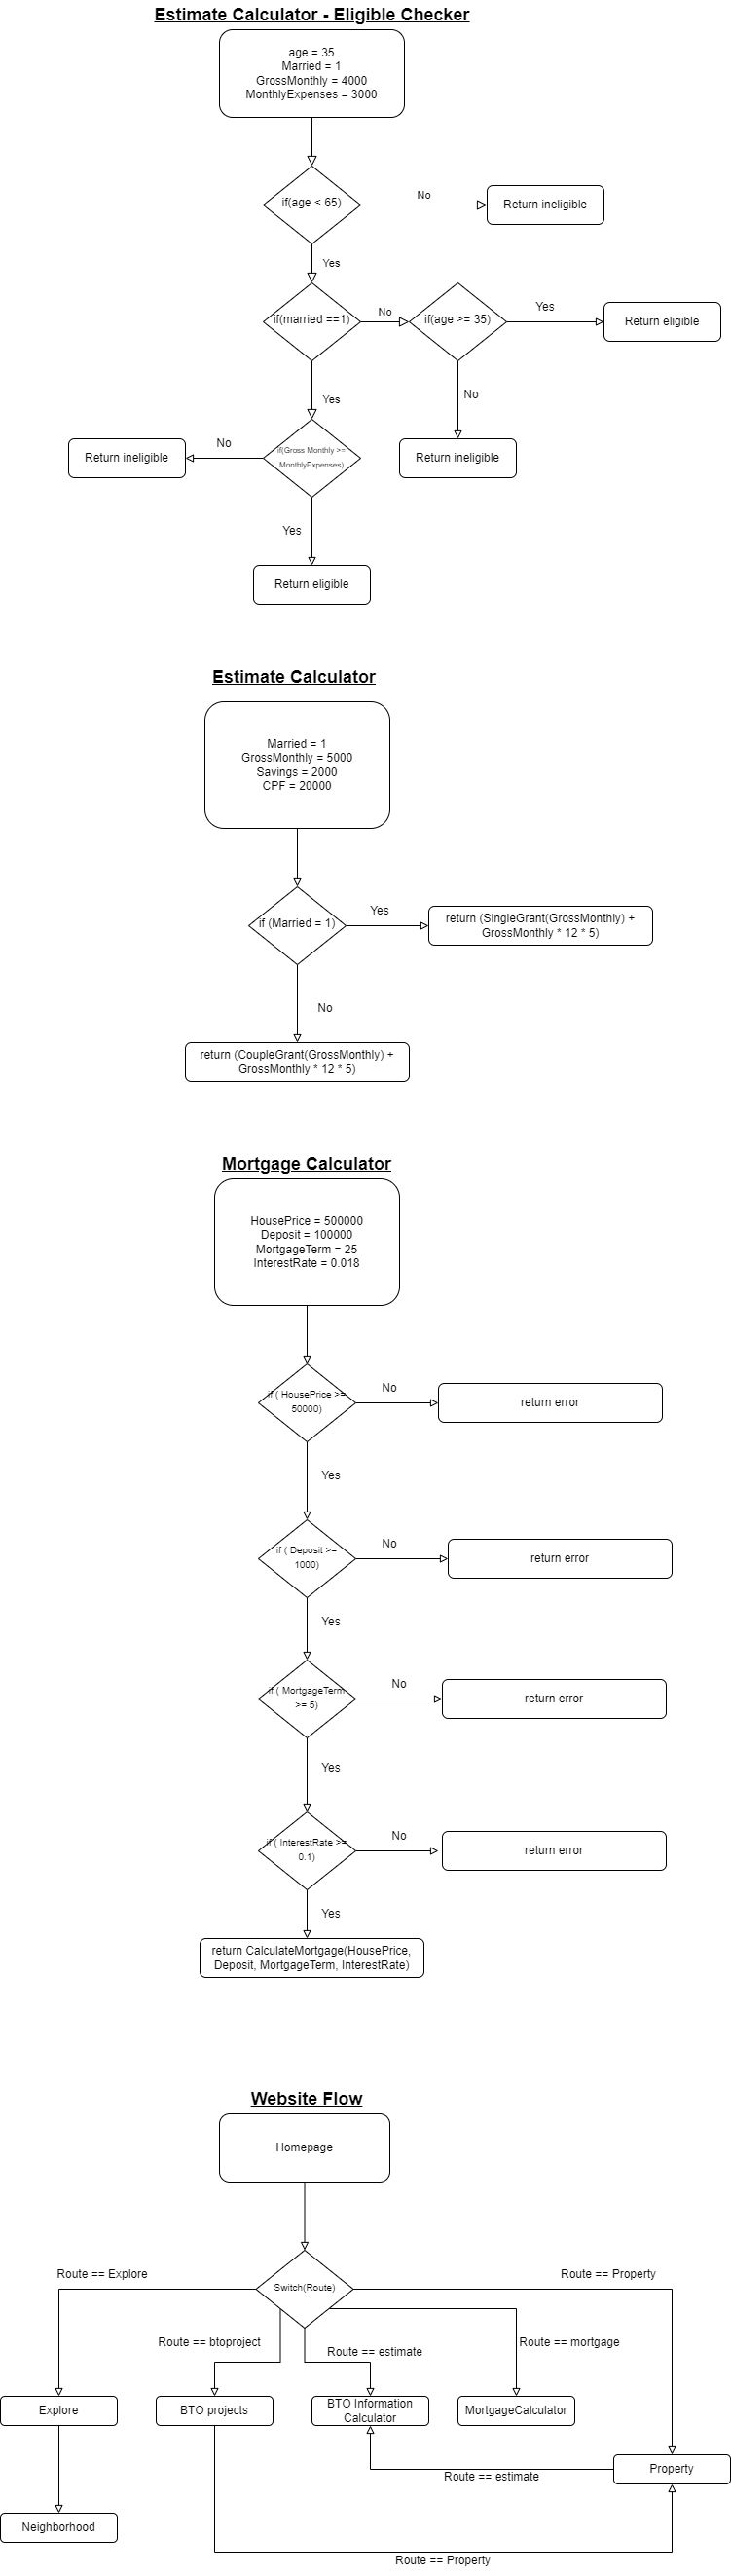 Estimate Calculator - Eligible Checker
age = 35
Married = 1
GrossMonthly = 4000
MonthlyExpenses = 3000
if(age < 65)
No
Return ineligible
Yes
if(married ==1)
No
if(age >= 35)
Yes
Return eligible
Yes
No
Return ineligible
No
if(Gross Monthly >=
MonthlyExpenses)
Return ineligible
Yes
Return eligible
Estimate Calculator
Married = 1
GrossMonthly = 5000
Savings = 2000
CPF = 20000
if (Married = 1)
Yes
return (SingleGrant(GrossMonthly) +
GrossMonthly * 12 * 5)
No
return (CoupleGrant(GrossMonthly) +
GrossMonthly * 12 * 5)
Mortgage Calculator
HousePrice = 500000
Deposit = 100000
MortgageTerm = 25
InterestRate = 0.018
if ( HousePrice >=
50000)
No
return error
Yes
if ( Deposit >=
1000)
No
return error
Yes
if ( MortgageTerm
>= 5)
No
return error
Yes
if ( InterestRate >=
0.1)
No
return error
Yes
return CalculateMortgage(HousePrice,
Deposit, MortgageTerm, InterestRate)
Website Flow
Homepage
Switch(Route)
Route == Explore
Route == Property
Route == btoproject
Route == estimate
Route == mortgage
Explore
BTO projects
BTO Information
Calculator
MortgageCalculator
Property
Route == estimate
Neighborhood
Route == Property